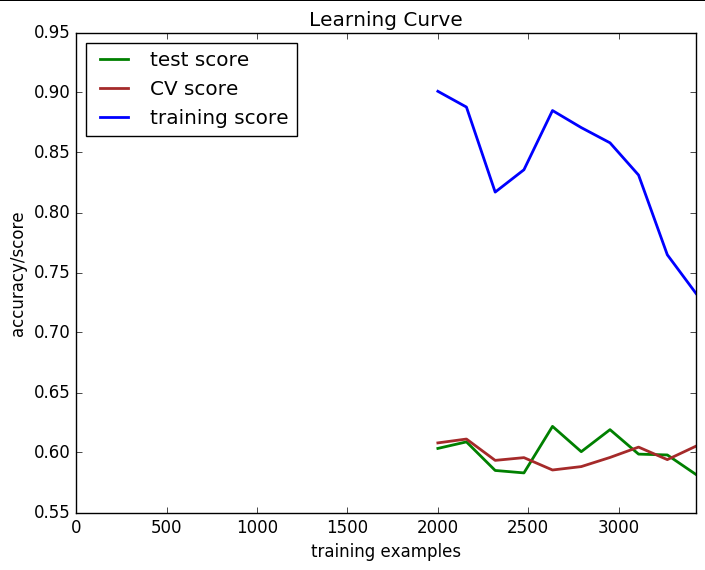 Learning Curve
test score
CV score
training score
0.95
0.90
0.85
0.80
0.75
0.70
0.65
0.60
0.55
accuracy/score
0 500 1000 1500 2000 2500 3000
training examples